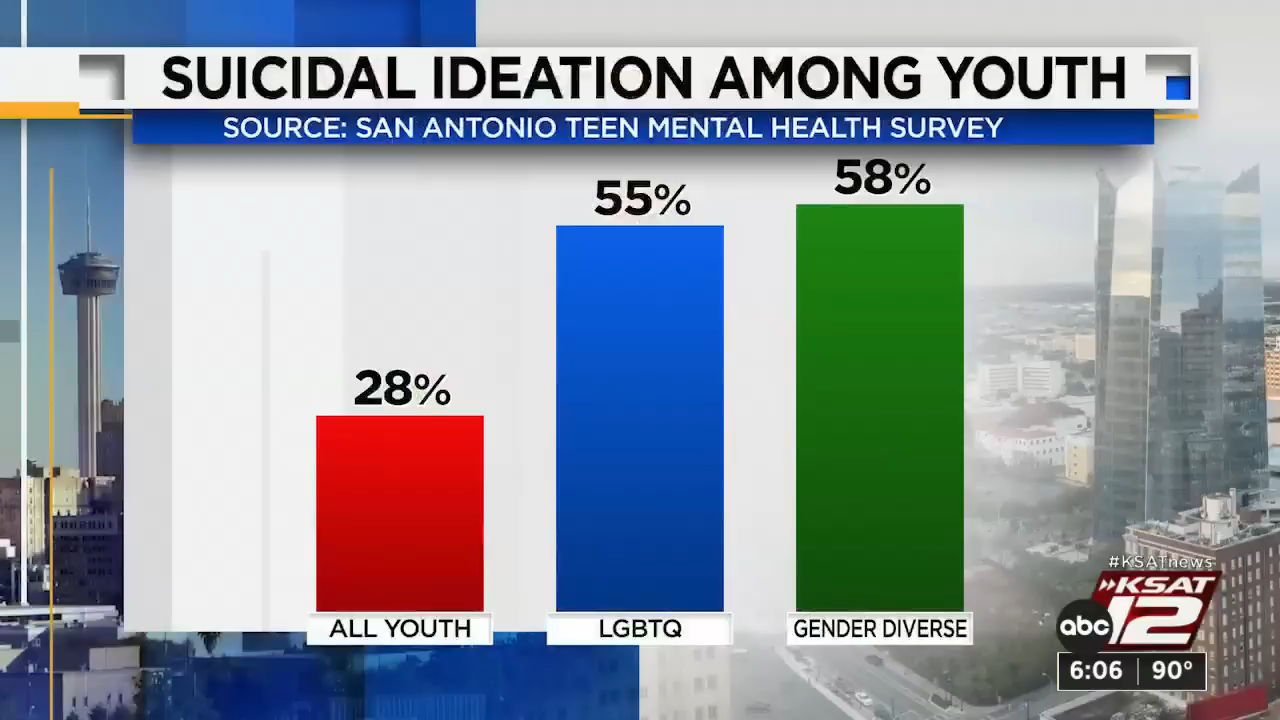 SUICIDAL IDEATION AMONG YOUTH
SOURCE: SAN ANTONIO TEEN MENTAL HEALTH SURVEY
28%
55%
58%
ALL YOUTH
LGBTQ
GENDER DIVERSE
#KSATnews
KSAT
abc 12
6:06 90°